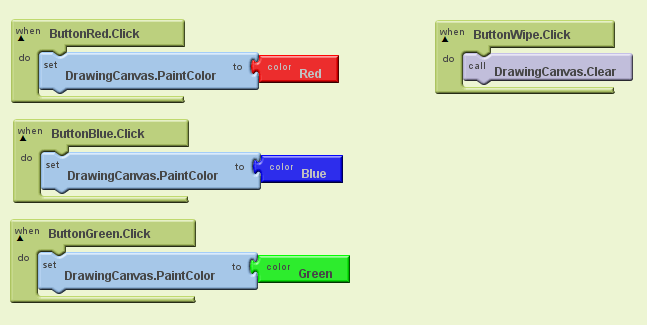 when ButtonRed.Click
do set DrawingCanvas.PaintColor to color Red
when ButtonBlue.Click
do set DrawingCanvas.PaintColor to color Blue
when ButtonGreen.Click
do set DrawingCanvas.PaintColor to color Green
when ButtonWipe.Click
do call DrawingCanvas.Clear